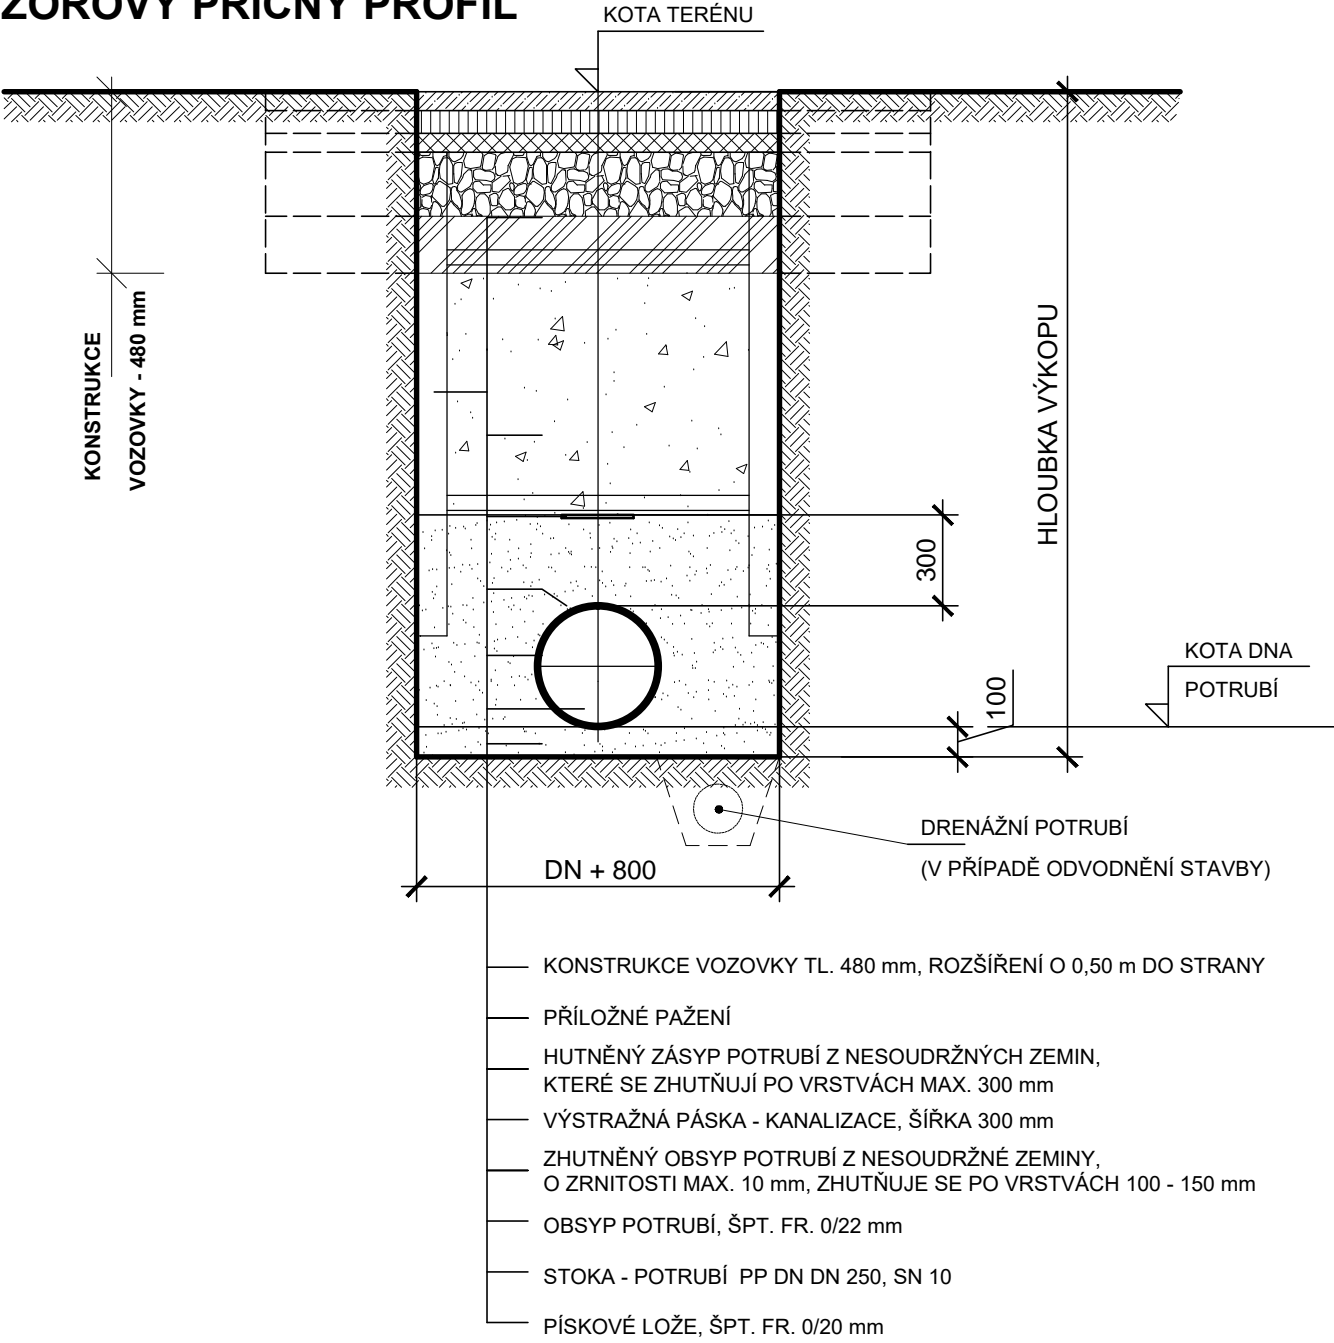 ZOROVÝ PŘÍČNÝ PROFIL
KOTA TERÉNU
KONSTRUKCE
VOZOVKY - 480 mm
HLOUBKA VÝKOPU
300
100
KOTA DNA
POTRUBÍ
DRENÁŽNÍ POTRUBÍ
(V PŘÍPADĚ ODVODNĚNÍ STAVBY)
DN + 800
KONSTRUKCE VOZOVKY TL. 480 mm, ROZŠÍŘENÍ O 0,50 m DO STRANY
PŘÍLOŽNÉ PAŽENÍ
HUTNĚNÝ ZÁSYP POTRUBÍ Z NESOUDRŽNÝCH ZEMIN,
KTERÉ SE ZHUTŇUJÍ PO VRSTVÁCH MAX. 300 mm
VÝSTRAŽNÁ PÁSKA - KANALIZACE, ŠÍŘKA 300 mm
ZHUTNĚNÝ OBSYP POTRUBÍ Z NESOUDRŽNÉ ZEMINY,
O ZRNITOSTI MAX. 10 mm, ZHUTŇUJE SE PO VRSTVÁCH 100 - 150 mm
OBSYP POTRUBÍ, ŠPT. FR. 0/22 mm
STOKA - POTRUBÍ PP DN DN 250, SN 10
PÍSKOVÉ LOŽE, ŠPT. FR. 0/20 mm